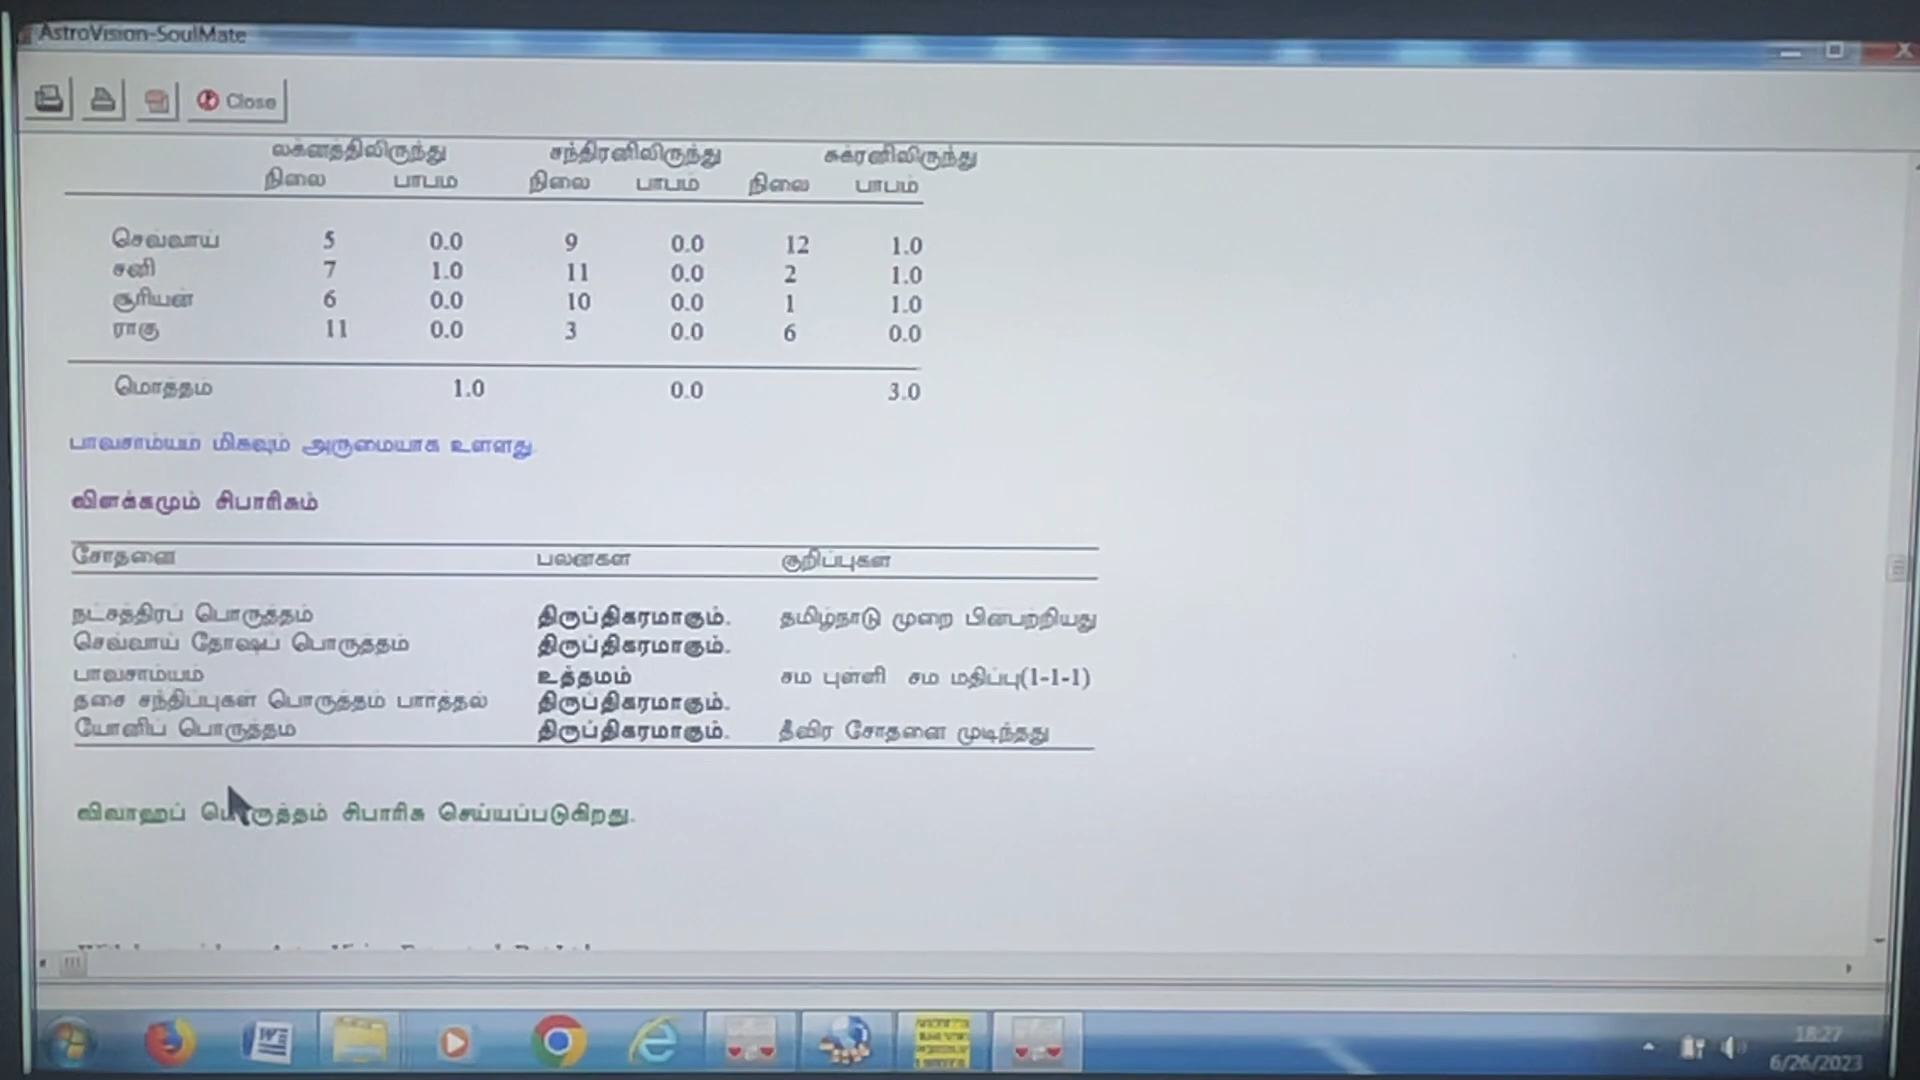 AstroVision-SoulMate
Close
லக்னத்திலிருந்து சந்திரனிலிருந்து சுக்ரனிலிருந்து
நிலை பாபம் நிலை பாபம் நிலை பாபம்
செவ்வாய் 5 0.0 9 0.0 12 1.0
சனி 7 1.0 11 0.0 2 1.0
சூரியன் 6 0.0 10 0.0 1 1.0
ராகு 11 0.0 3 0.0 6 0.0
மொத்தம் 1.0 0.0 3.0
பாவசாம்யம் மிகவும் அருமையாக உள்ளது.
விளக்கமும் சிபாரிசும்
சோதனை பலன்கள் குறிப்புகள்
நட்சத்திரப் பொருத்தம் திருப்திகரமாகும். தமிழ்நாடு முறை பின்பற்றியது
செவ்வாய் தோஷப் பொருத்தம் திருப்திகரமாகும்.
பாவசாம்யம் உத்தமம் சம புள்ளி சம மதிப்பு(1-1-1)
தசை சந்திப்புகள் பொருத்தம் பார்த்தல் திருப்திகரமாகும்.
யோனிப் பொருத்தம் திருப்திகரமாகும். தீவிர சோதனை முடிந்தது
விவாஹப் பொருத்தம் சிபாரிசு செய்யப்படுகிறது.
18:27
6/26/2023